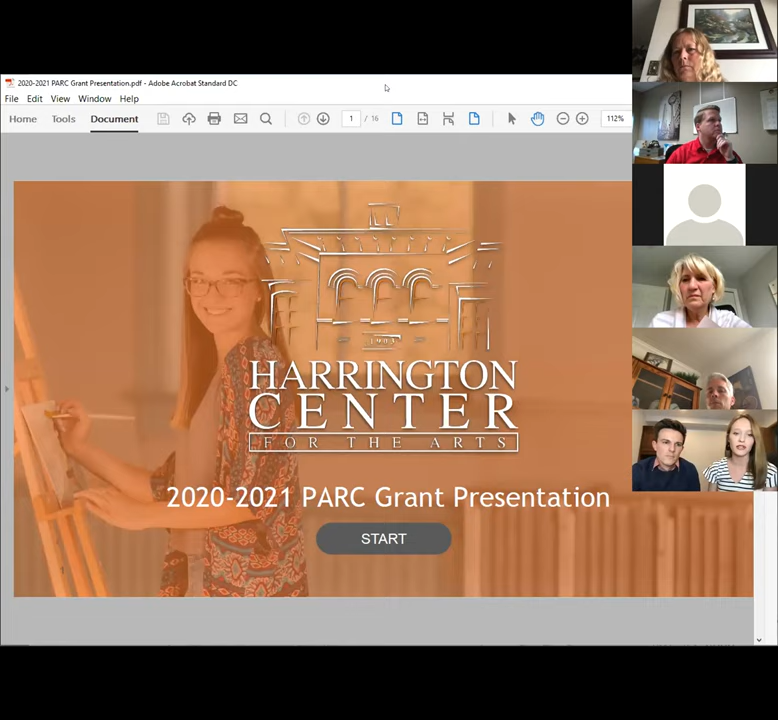 2020-2021 PARC Grant Presentation.pdf - Adobe Acrobat Standard DC
File Edit View Window Help
Home Tools Document 1 / 16 112%
1903
HARRINGTON
CENTER
FOR THE ARTS
2020-2021 PARC Grant Presentation
START